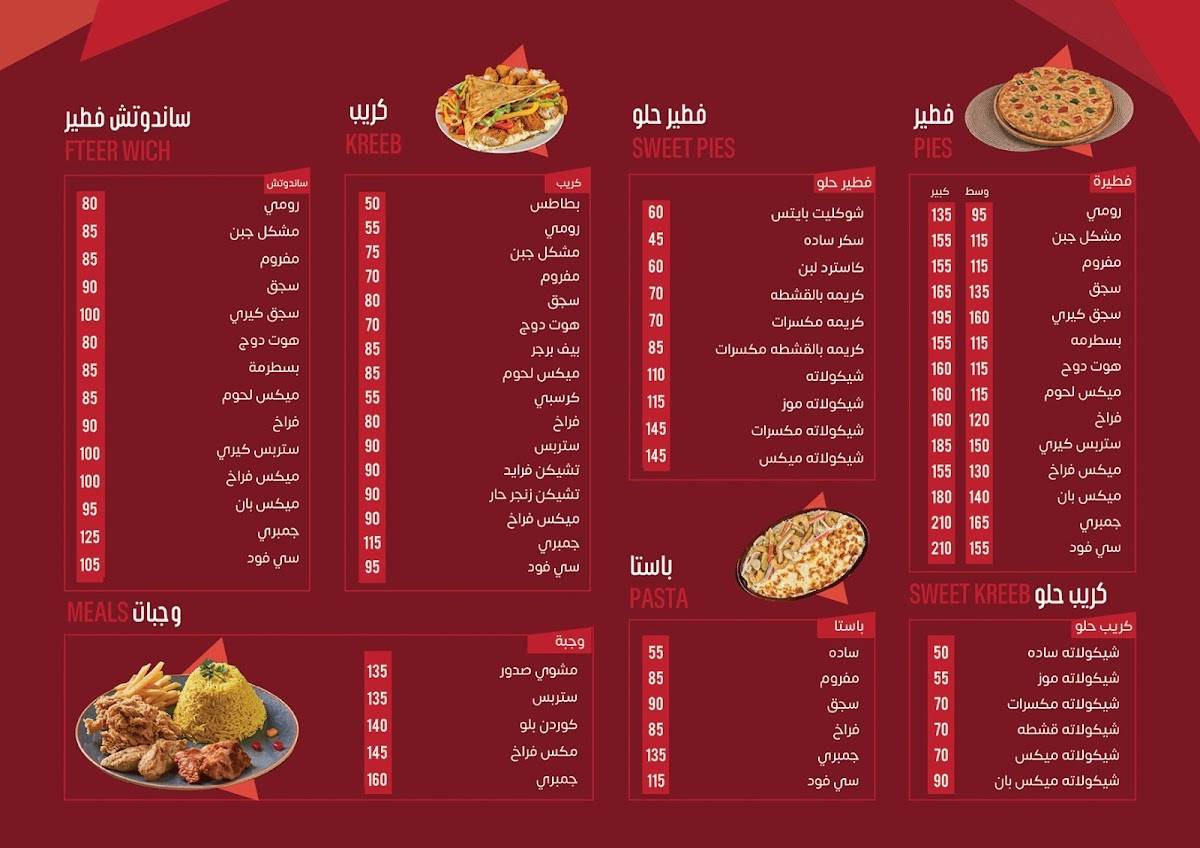 فطير
PIES
فطيرة
وسط كبير
رومي 95 135
مشكل جبن 115 155
مفروم 115 155
سجق 135 165
سجق كيري 160 195
بسطرمه 115 155
هوت دوج 115 160
ميكس لحوم 115 160
فراخ 120 160
ستربس كيري 150 185
ميكس فراخ 130 155
ميكس بان 140 180
جمبري 165 210
سي فود 155 210
كريب حلو SWEET KREEB
كريب حلو
شيكولاته ساده 50
شيكولاته موز 55
شيكولاته مكسرات 70
شيكولاته قشطه 70
شيكولاته ميكس 70
شيكولاته ميكس بان 90
فطير حلو
SWEET PIES
فطير حلو
شوكليت بايتس 60
سكر ساده 45
كاسترد لبن 60
كريمه بالقشطه 70
كريمه مكسرات 70
كريمه بالقشطه مكسرات 85
شيكولاته 110
شيكولاته موز 115
شيكولاته مكسرات 145
شيكولاته ميكس 145
باستا
PASTA
باستا
ساده 55
مفروم 85
سجق 90
فراخ 85
جمبري 135
سي فود 115
كريب
KREEB
كريب
بطاطس 50
رومي 55
مشكل جبن 75
مفروم 70
سجق 80
هوت دوج 70
بيف برجر 85
ميكس لحوم 85
كرسبي 55
فراخ 80
ستربس 90
تشيكن فرايد 90
تشيكن زنجر حار 90
ميكس فراخ 90
جمبري 115
سي فود 95
ساندوتش فطير
FTEER WICH
ساندوتش
رومي 80
مشكل جبن 85
مفروم 85
سجق 90
سجق كيري 100
هوت دوج 80
بسطرمة 85
ميكس لحوم 85
فراخ 90
ستربس كيري 100
ميكس فراخ 100
ميكس بان 95
جمبري 125
سي فود 105
وجبات MEALS
وجبة
مشوي صدور 135
ستربس 135
كوردن بلو 140
مكس فراخ 145
جمبري 160